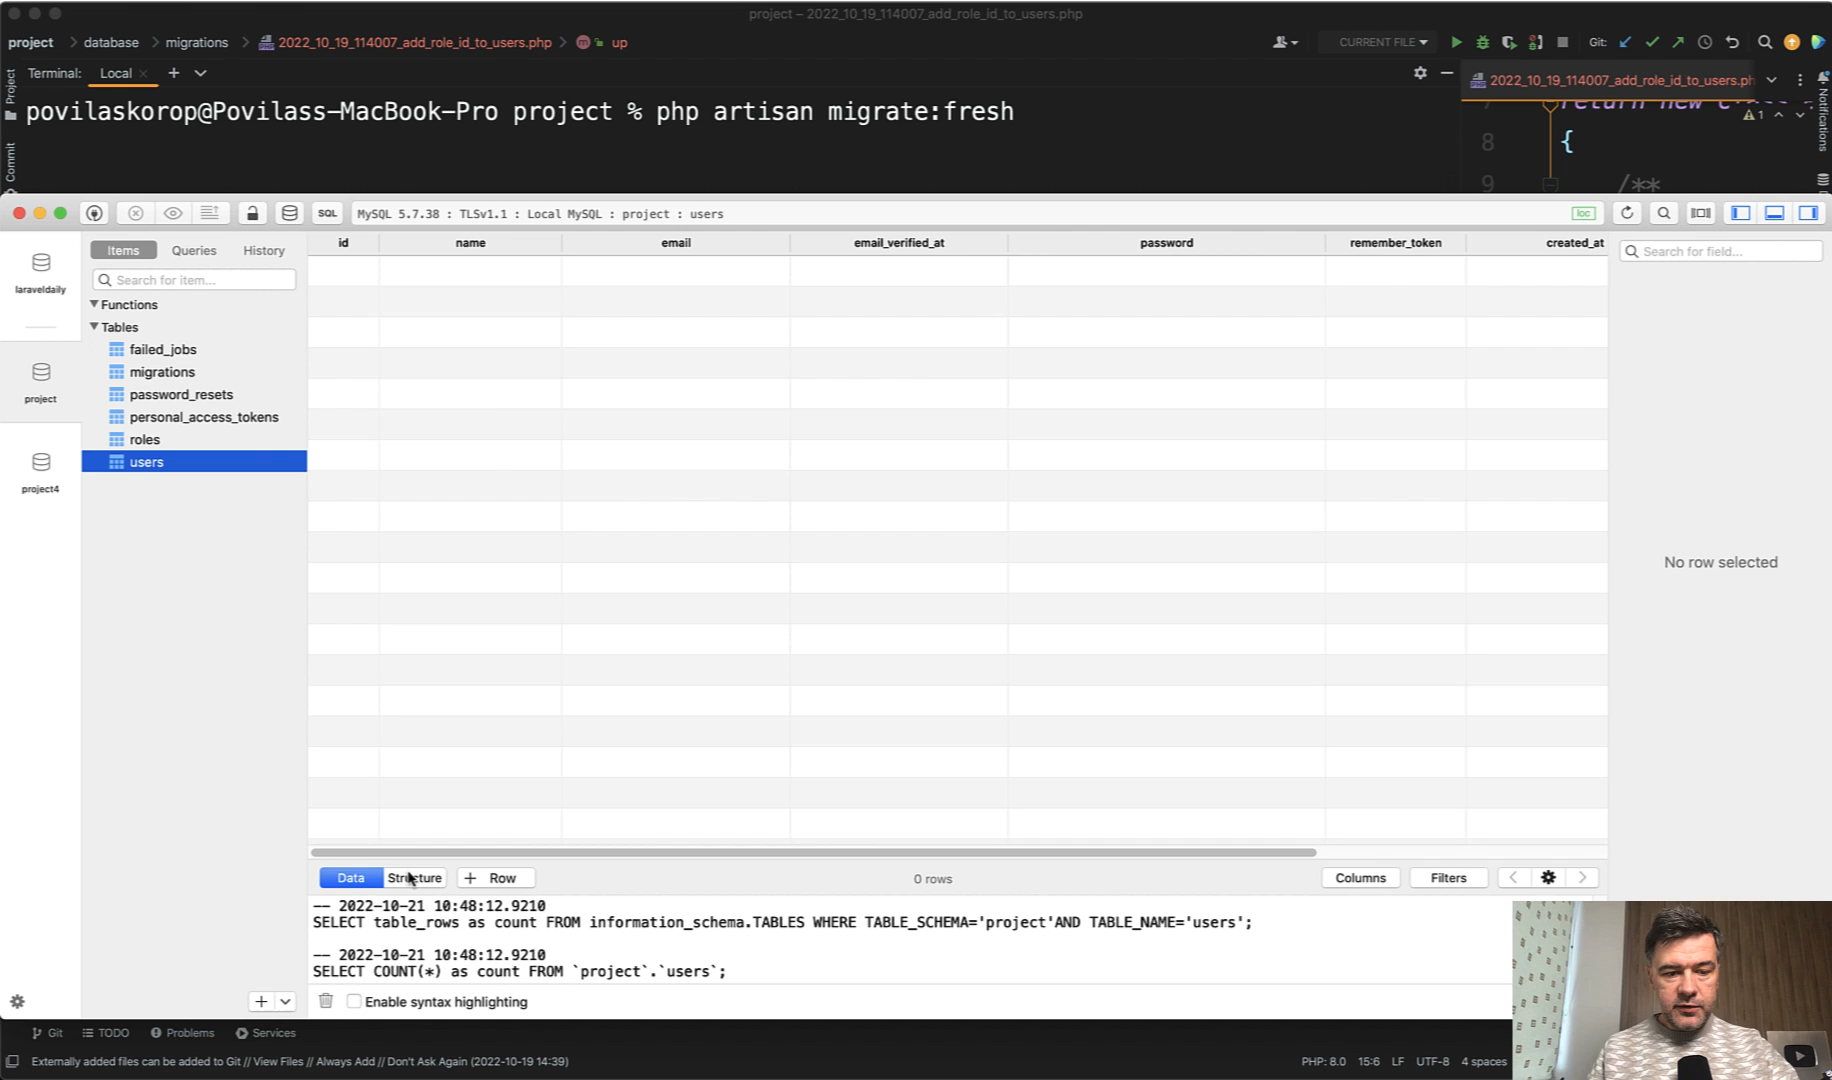 project – 2022_10_19_114007_add_role_id_to_users.php
project
database
migrations
2022_10_19_114007_add_role_id_to_users.php
up
CURRENT FILE
Git:
Project
Terminal:
Local
2022_10_19_114007_add_role_id_to_users.ph
povilaskorop@Povilass-MacBook-Pro project % php artisan migrate:fresh
return new c
1
8
{
9
/**
Commit
Notifications
SQL
MySQL 5.7.38 : TLSv1.1 : Local MySQL : project : users
loc
laraveldaily
project
project4
Items
Queries
History
Search for item...
Functions
Tables
failed_jobs
migrations
password_resets
personal_access_tokens
roles
users
id
name
email
email_verified_at
password
remember_token
created_at
Search for field...
No row selected
Data
Structure
+ Row
0 rows
Columns
Filters
-- 2022-10-21 10:48:12.9210
SELECT table_rows as count FROM information_schema.TABLES WHERE TABLE_SCHEMA='project'AND TABLE_NAME='users';
-- 2022-10-21 10:48:12.9210
SELECT COUNT(*) as count FROM `project`.`users`;
Enable syntax highlighting
Git
TODO
Problems
Services
Externally added files can be added to Git // View Files // Always Add // Don't Ask Again (2022-10-19 14:39)
PHP: 8.0
15:6
LF
UTF-8
4 spaces